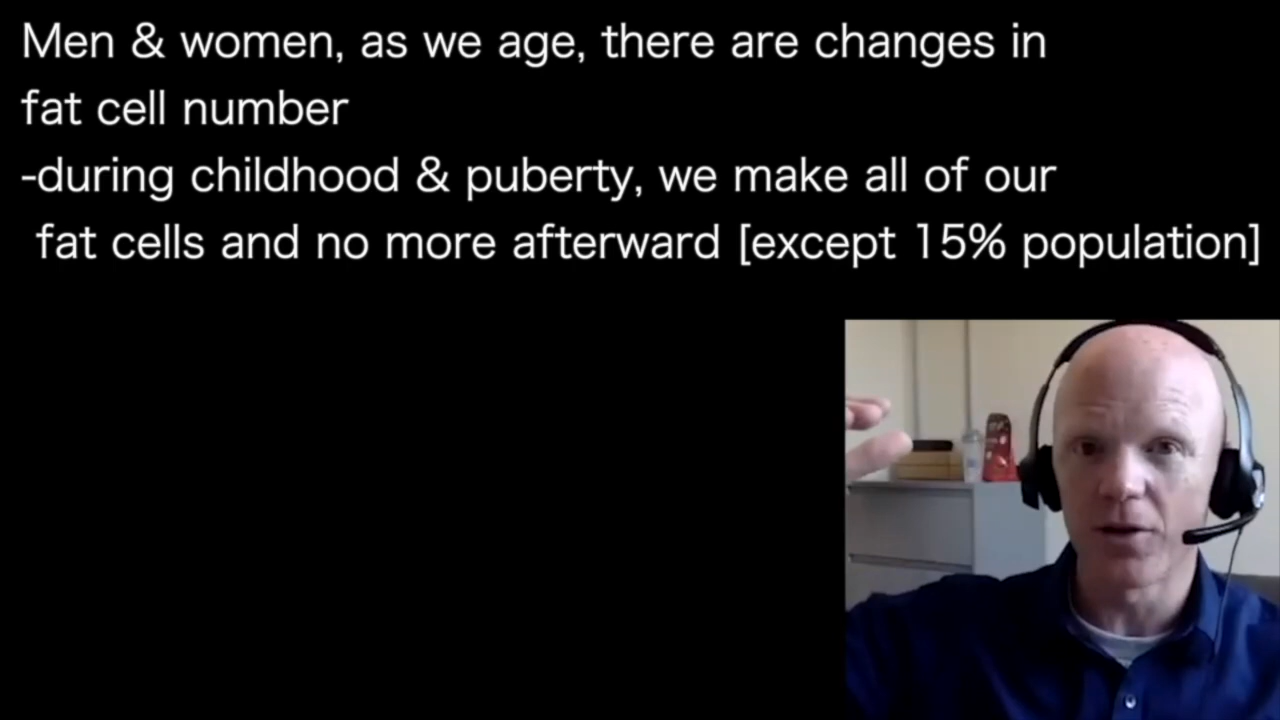 Men & women, as we age, there are changes in
fat cell number
-during childhood & puberty, we make all of our
fat cells and no more afterward [except 15% population]